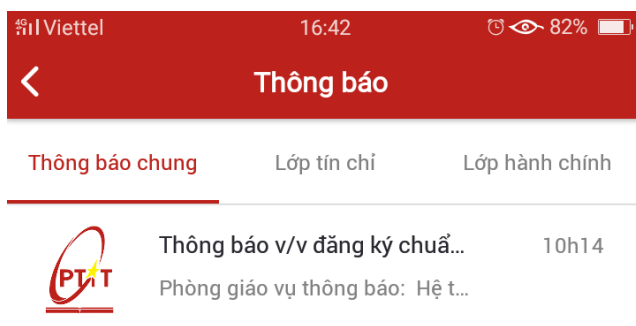 4G Viettel 16:42 82%
Thông báo
Thông báo chung Lớp tín chỉ Lớp hành chính
Thông báo v/v đăng ký chuẩ... 10h14
PTIT
Phòng giáo vụ thông báo: Hệ t...